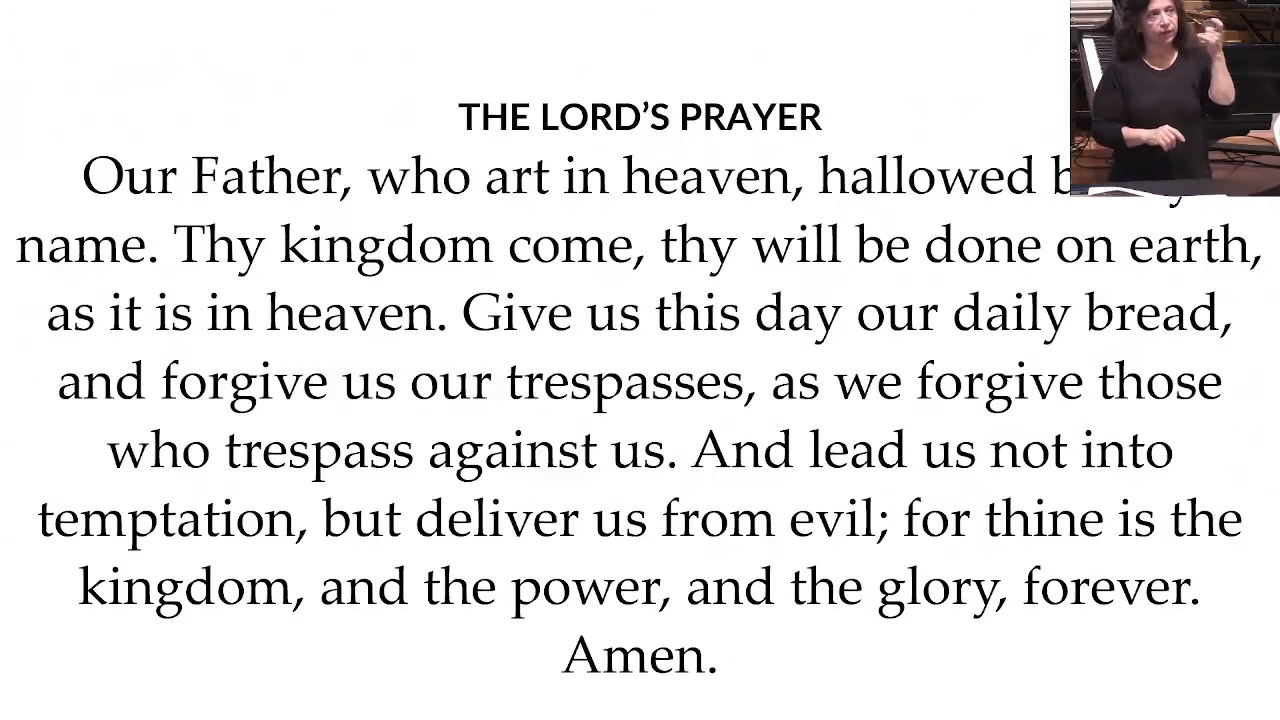 THE LORD’S PRAYER
Our Father, who art in heaven, hallowed
name. Thy kingdom come, thy will be done on earth,
as it is in heaven. Give us this day our daily bread,
and forgive us our trespasses, as we forgive those
who trespass against us. And lead us not into
temptation, but deliver us from evil; for thine is the
kingdom, and the power, and the glory, forever.
Amen.